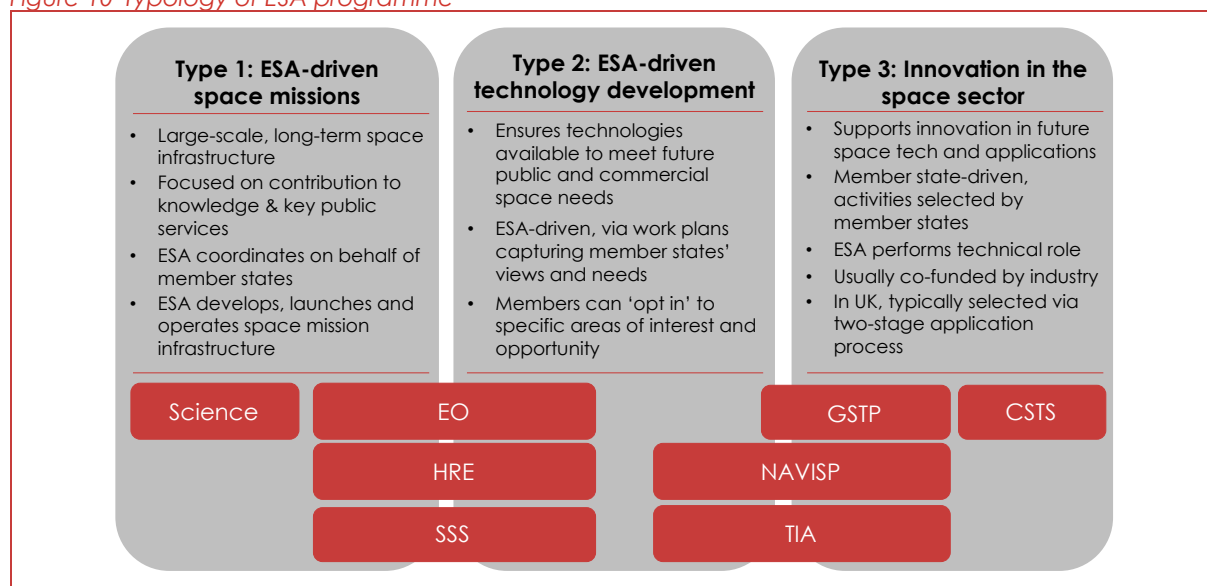 Figure 10 Typology of ESA programme
Type 1: ESA-driven
space missions
• Large-scale, long-term space
infrastructure
• Focused on contribution to
knowledge & key public
services
• ESA coordinates on behalf of
member states
• ESA develops, launches and
operates space mission
infrastructure
Type 2: ESA-driven
technology development
• Ensures technologies
available to meet future
public and commercial
space needs
• ESA-driven, via work plans
capturing member states’
views and needs
• Members can ‘opt in’ to
specific areas of interest and
opportunity
Type 3: Innovation in the
space sector
• Supports innovation in future
space tech and applications
• Member state-driven,
activities selected by
member states
• ESA performs technical role
• Usually co-funded by industry
• In UK, typically selected via
two-stage application
process
Science
EO
GSTP
CSTS
HRE
NAVISP
SSS
TIA